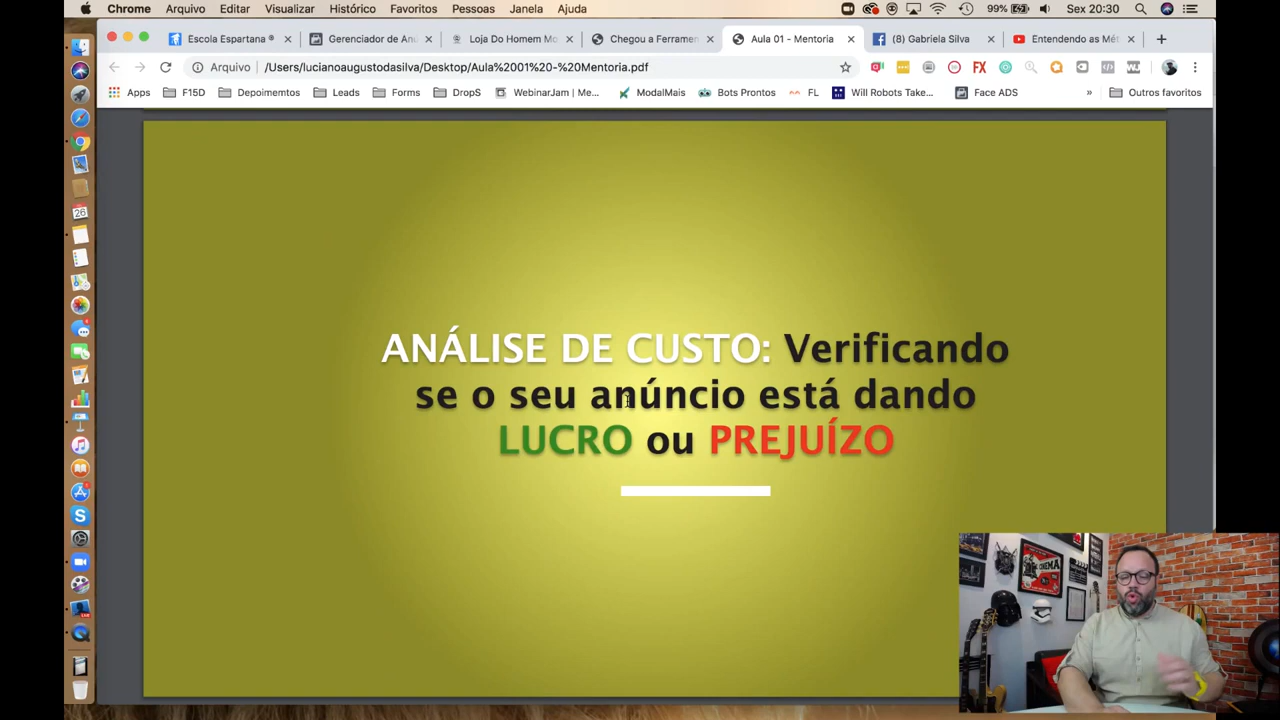 Chrome Arquivo Editar Visualizar Histórico Favoritos Pessoas Janela Ajuda 99% Sex 20:30
Escola Espartana ® Gerenciador de An Loja Do Homem Mo Chegou a Ferramen Aula 01 - Mentoria (8) Gabriela Silva Entendendo as Mét
Arquivo /Users/lucianoaugustodasilva/Desktop/Aula%2001%20-%20Mentoria.pdf
Apps F15D Depoimemtos Leads Forms DropS WebinarJam | Me... ModalMais Bots Prontos FL Will Robots Take... Face ADS » Outros favoritos
ANÁLISE DE CUSTO: Verificando
se o seu anúncio está dando
LUCRO ou PREJUÍZO
CINEMA